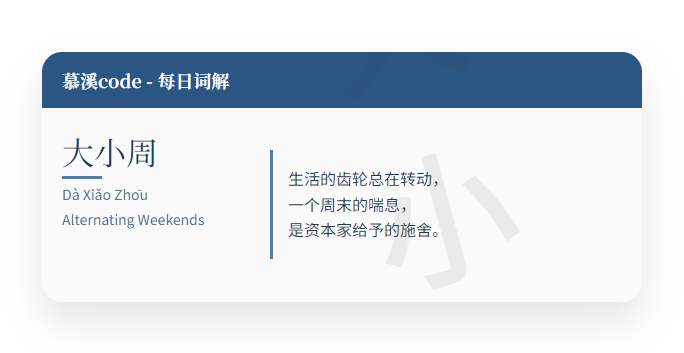 慕溪code - 每日词解
大小周
Dà Xiǎo Zhōu
Alternating Weekends
生活的齿轮总在转动，
一个周末的喘息，
是资本家给予的施舍。
小